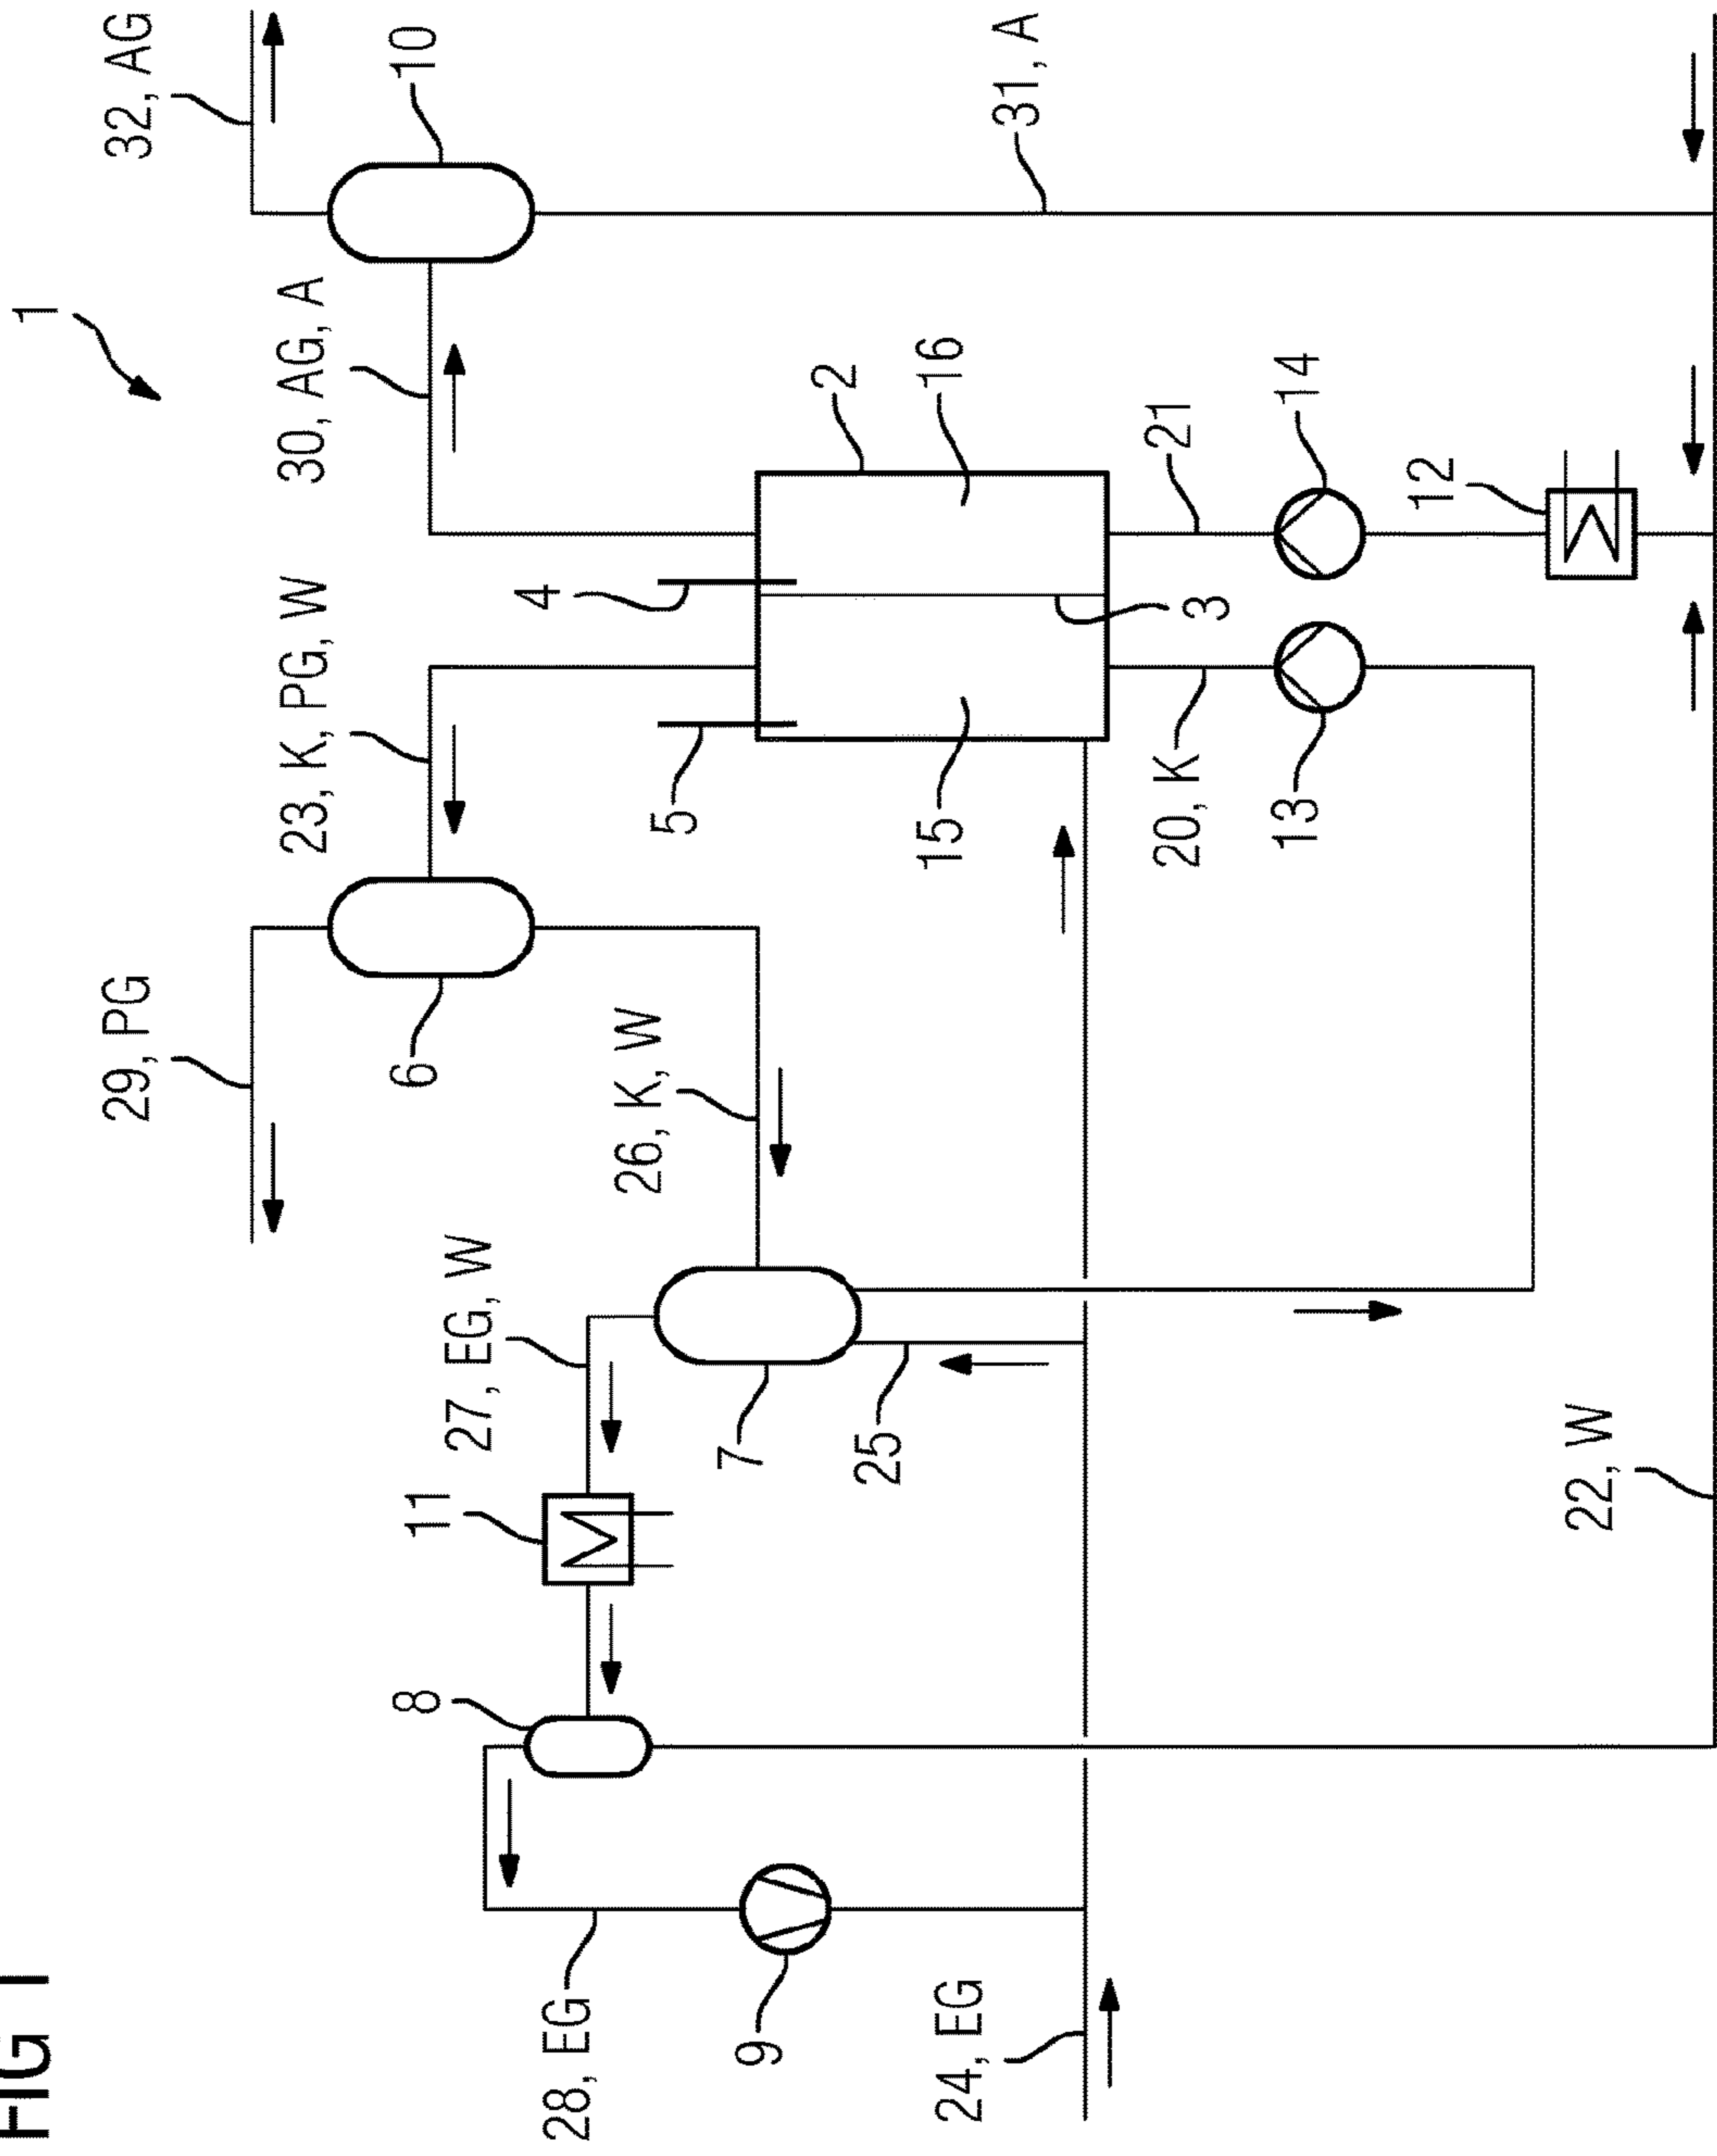 FIG 1
1
32, AG
10
30, AG, A
31, A
23, K, PG, W
29, PG
6
4
5
2
16
15
3
21
14
12
20, K
13
26, K, W
27, EG, W
7
25
11
8
22, W
28, EG
9
24, EG